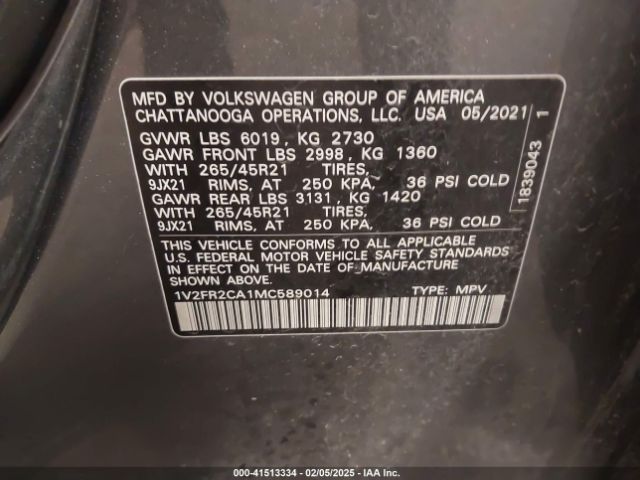 MFD BY VOLKSWAGEN GROUP OF AMERICA
CHATTANOOGA OPERATIONS, LLC. USA 05/2021
GVWR LBS 6019, KG 2730
GAWR FRONT LBS 2998, KG 1360
WITH 265/45R21 TIRES,
9JX21 RIMS, AT 250 KPA, 36 PSI COLD
GAWR REAR LBS 3131, KG 1420
WITH 265/45R21 TIRES,
9JX21 RIMS, AT 250 KPA, 36 PSI COLD
THIS VEHICLE CONFORMS TO ALL APPLICABLE
U.S. FEDERAL MOTOR VEHICLE SAFETY STANDARDS
IN EFFECT ON THE DATE OF MANUFACTURE
SHOWN ABOVE.
1V2FR2CA1MC589014 TYPE: MPV
1839043 1
000-41513334 - 02/05/2025 - IAA Inc.